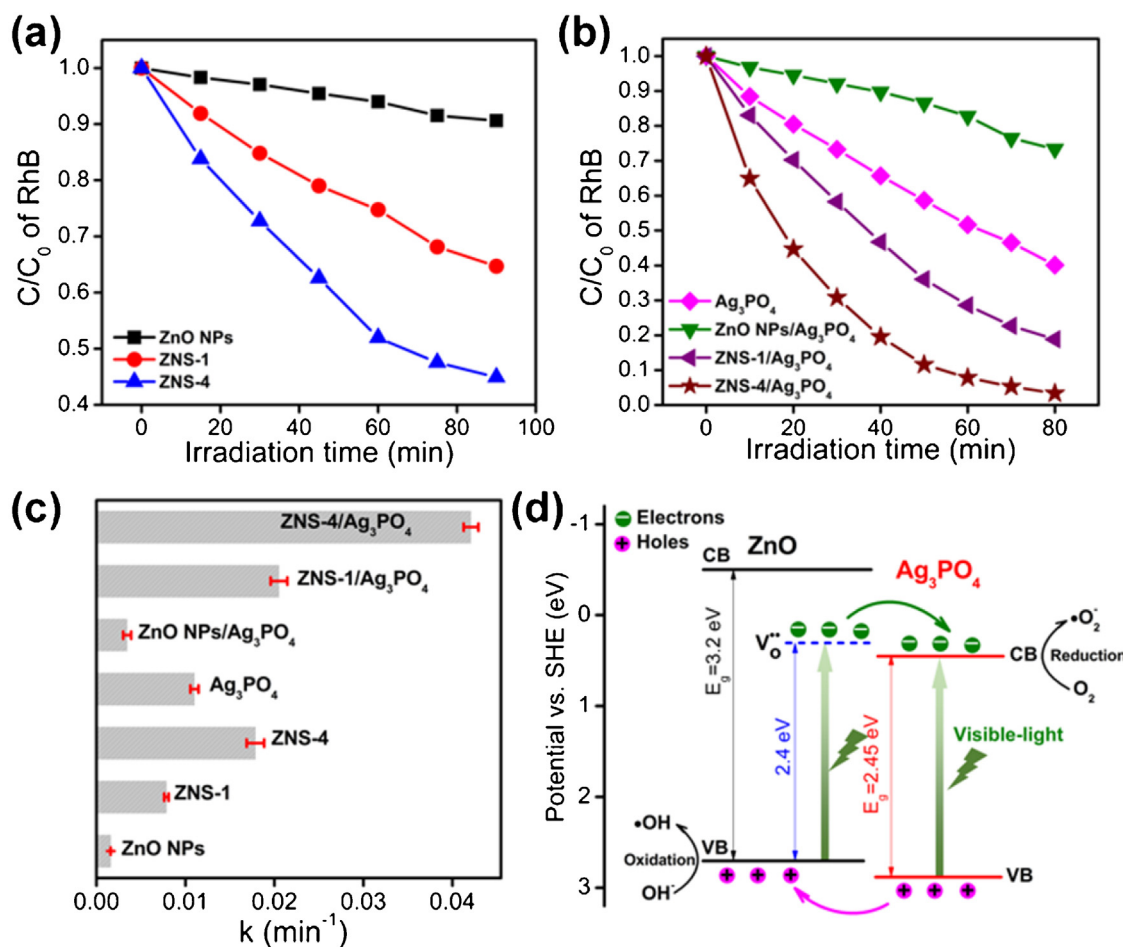 (a)
1.0
0.9
0.8
0.7
0.6
0.5
0.4
C/C₀ of RhB
ZnO NPs
ZNS-1
ZNS-4
0 20 40 60 80 100
Irradiation time (min)
(b)
1.0
0.9
0.8
0.7
0.6
0.5
0.4
0.3
0.2
0.1
0.0
C/C₀ of RhB
Ag₃PO₄
ZnO NPs/Ag₃PO₄
ZNS-1/Ag₃PO₄
ZNS-4/Ag₃PO₄
0 20 40 60 80
Irradiation time (min)
(c)
ZNS-4/Ag₃PO₄
ZNS-1/Ag₃PO₄
ZnO NPs/Ag₃PO₄
Ag₃PO₄
ZNS-4
ZNS-1
ZnO NPs
0.00 0.01 0.02 0.03 0.04
k (min⁻¹)
(d)
Potential vs. SHE (eV)
-1
0
1
2
3
Electrons
Holes
CB
ZnO
Ag₃PO₄
V₀••
E_g=3.2 eV
2.4 eV
E_g=2.45 eV
CB
•O₂⁻
Reduction
O₂
Visible-light
•OH
Oxidation
OH⁻
VB
VB